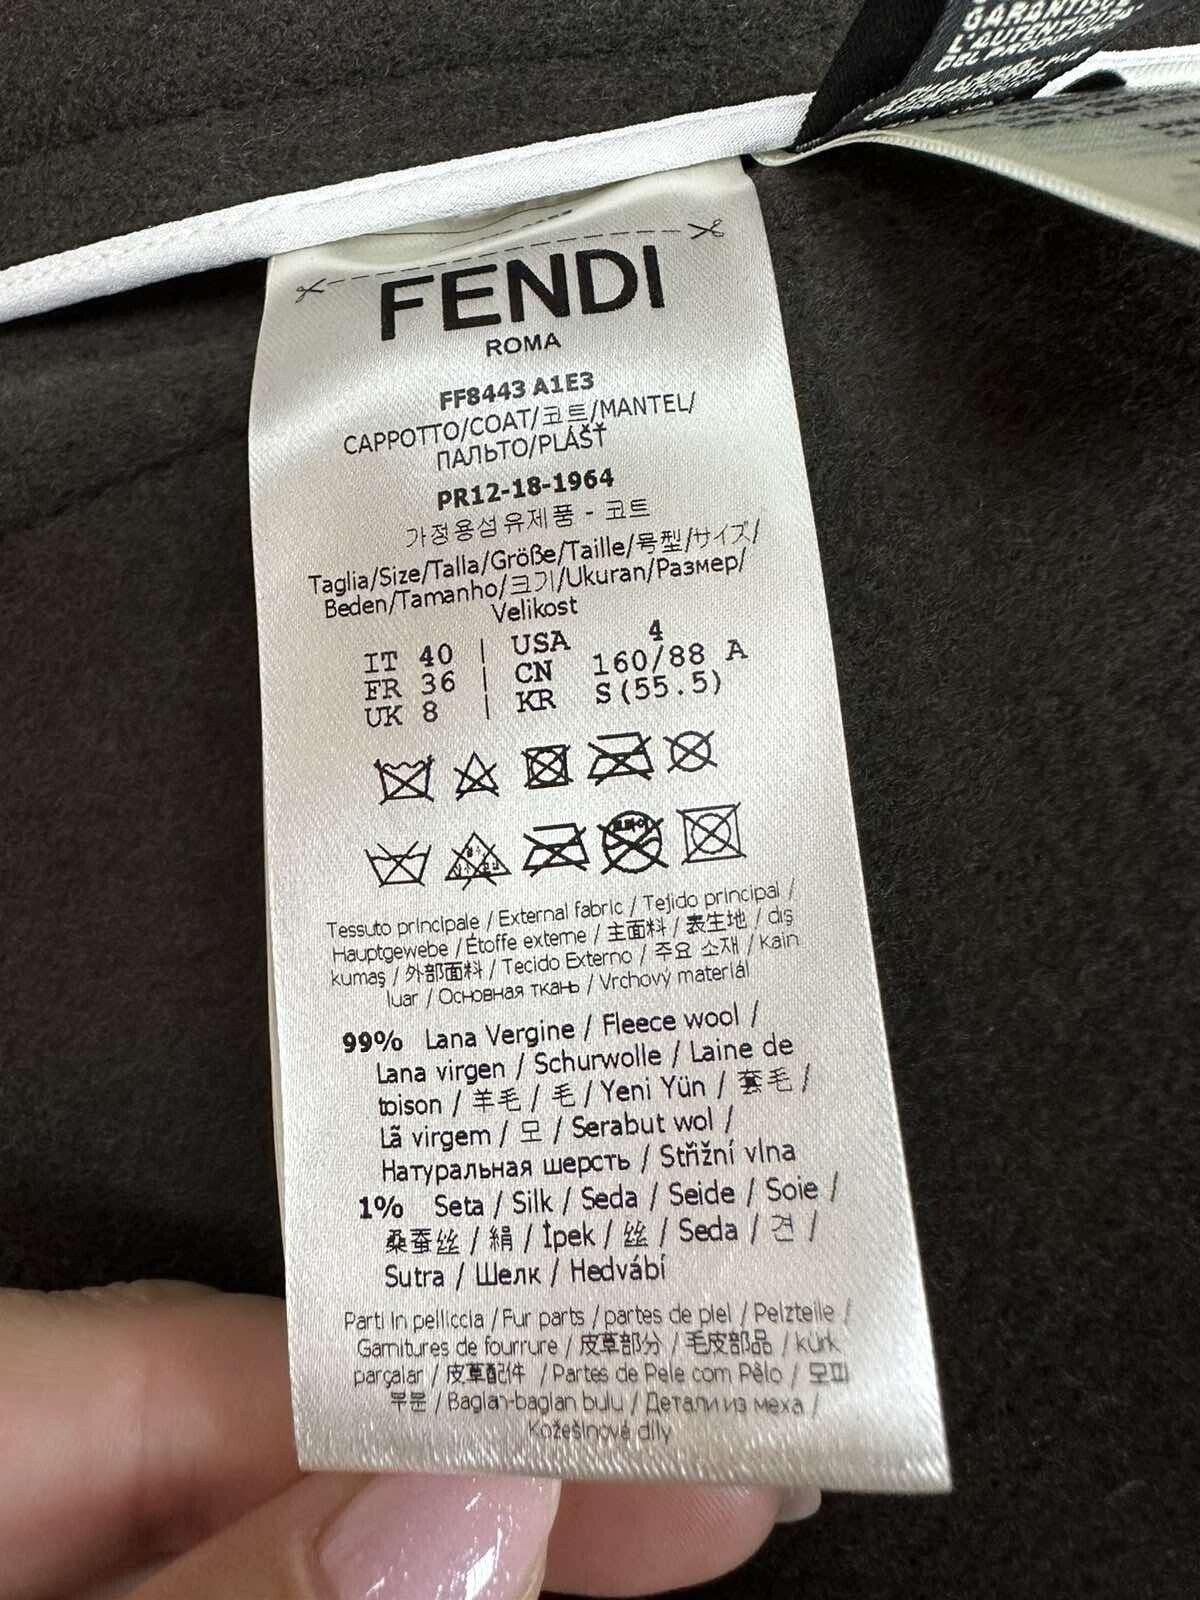 GARANTISCE
L'AUTENTICITA'
DEL PRODOTTO
FENDI
ROMA
FF8443 A1E3
CAPPOTTO/COAT/코트/MANTEL/
ПАЛЬТО/PLÁŠŤ
PR12-18-1964
가정용섬유제품 - 코트
Taglia/Size/Talla/Größe/Taille/号型/サイズ/
Beden/Tamanho/크기/Ukuran/Размер/
Velikost
IT 40 | USA 4
FR 36 | CN 160/88 A
UK 8 | KR S(55.5)
Tessuto principale / External fabric / Tejido principal /
Hauptgewebe / Étoffe externe / 主面料 / 表生地 / dış
kumaş / 外部面料 / Tecido Externo / 주요 소재 / Kain
luar / Основная ткань / Vrchový materiál
99% Lana Vergine / Fleece wool /
Lana virgen / Schurwolle / Laine de
toison / 羊毛 / 毛 / Yeni Yün / 套毛 /
Lã virgem / 모 / Serabut wol /
Натуральная шерсть / Střižní vlna
1% Seta / Silk / Seda / Seide / Soie /
桑蚕丝 / 絹 / İpek / 丝 / Seda / 견 /
Sutra / Шелк / Hedvábí
Parti in pelliccia / Fur parts / partes de piel / Pelzteile /
Garnitures de fourrure / 皮草部分 / 毛皮部品 / kürk
parçalar / 皮草配件 / Partes de Pele com Pêlo / 모피
부문 / Bagian-bagian bulu / Детали из меха /
Kožešinové díly